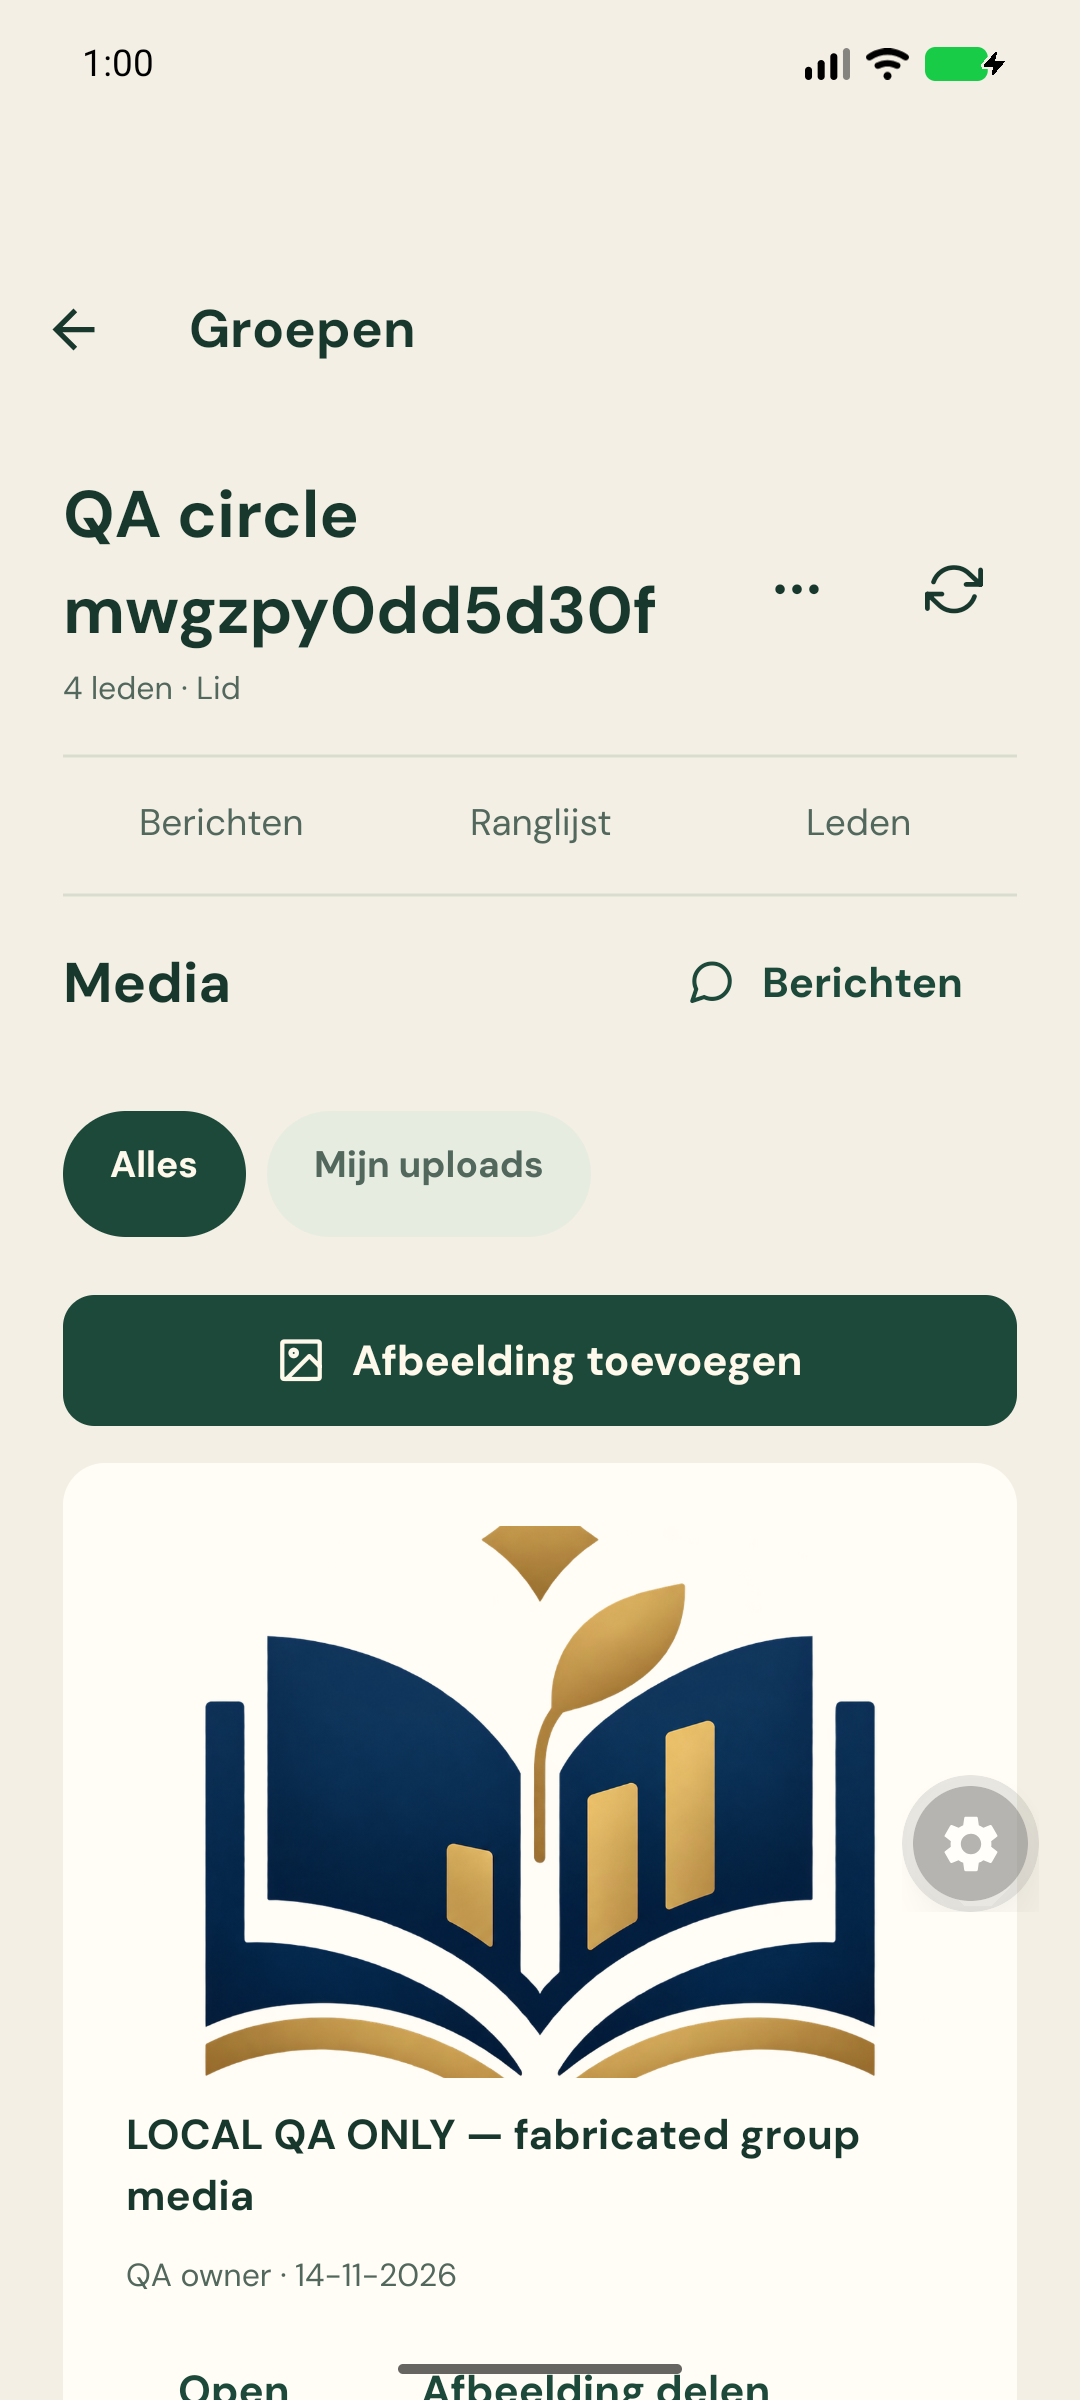 1:00
Groepen
QA circle
mwgzpy0dd5d30f
4 leden · Lid
Berichten
Ranglijst
Leden
Media
Berichten
Alles
Mijn uploads
Afbeelding toevoegen
LOCAL QA ONLY — fabricated group
media
QA owner · 14-11-2026
Open
Afbeelding delen